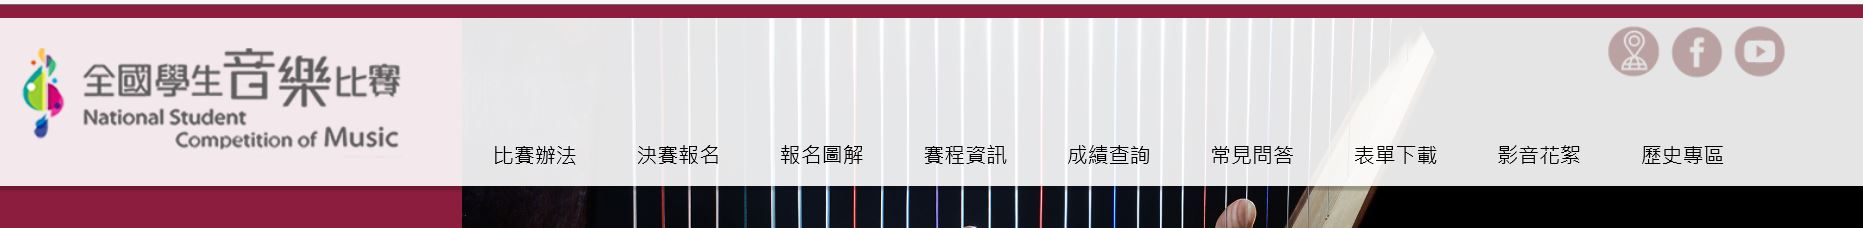 全國學生音樂比賽
National Student
Competition of Music
比賽辦法 決賽報名 報名圖解 賽程資訊 成績查詢 常見問答 表單下載 影音花絮 歷史專區